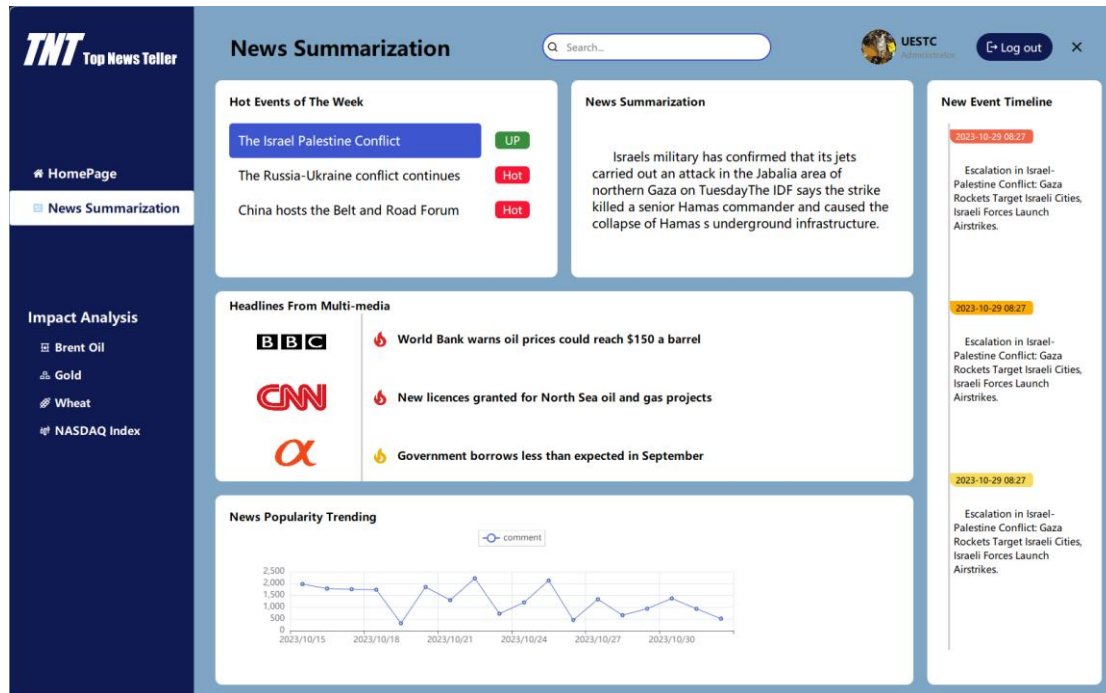 TNT Top News Teller
HomePage
News Summarization
Impact Analysis
Brent Oil
Gold
Wheat
NASDAQ Index
News Summarization
Search...
UESTC
Administrator
Log out
Hot Events of The Week
The Israel Palestine Conflict UP
The Russia-Ukraine conflict continues Hot
China hosts the Belt and Road Forum Hot
News Summarization
Israels military has confirmed that its jets
carried out an attack in the Jabalia area of
northern Gaza on TuesdayThe IDF says the strike
killed a senior Hamas commander and caused the
collapse of Hamas s underground infrastructure.
Headlines From Multi-media
BBC World Bank warns oil prices could reach $150 a barrel
CNN New licences granted for North Sea oil and gas projects
α Government borrows less than expected in September
News Popularity Trending
comment
2,500
2,000
1,500
1,000
500
0
2023/10/15 2023/10/18 2023/10/21 2023/10/24 2023/10/27 2023/10/30
New Event Timeline
2023-10-29 08:27
Escalation in Israel-
Palestine Conflict: Gaza
Rockets Target Israeli Cities,
Israeli Forces Launch
Airstrikes.
2023-10-29 08:27
Escalation in Israel-
Palestine Conflict: Gaza
Rockets Target Israeli Cities,
Israeli Forces Launch
Airstrikes.
2023-10-29 08:27
Escalation in Israel-
Palestine Conflict: Gaza
Rockets Target Israeli Cities,
Israeli Forces Launch
Airstrikes.